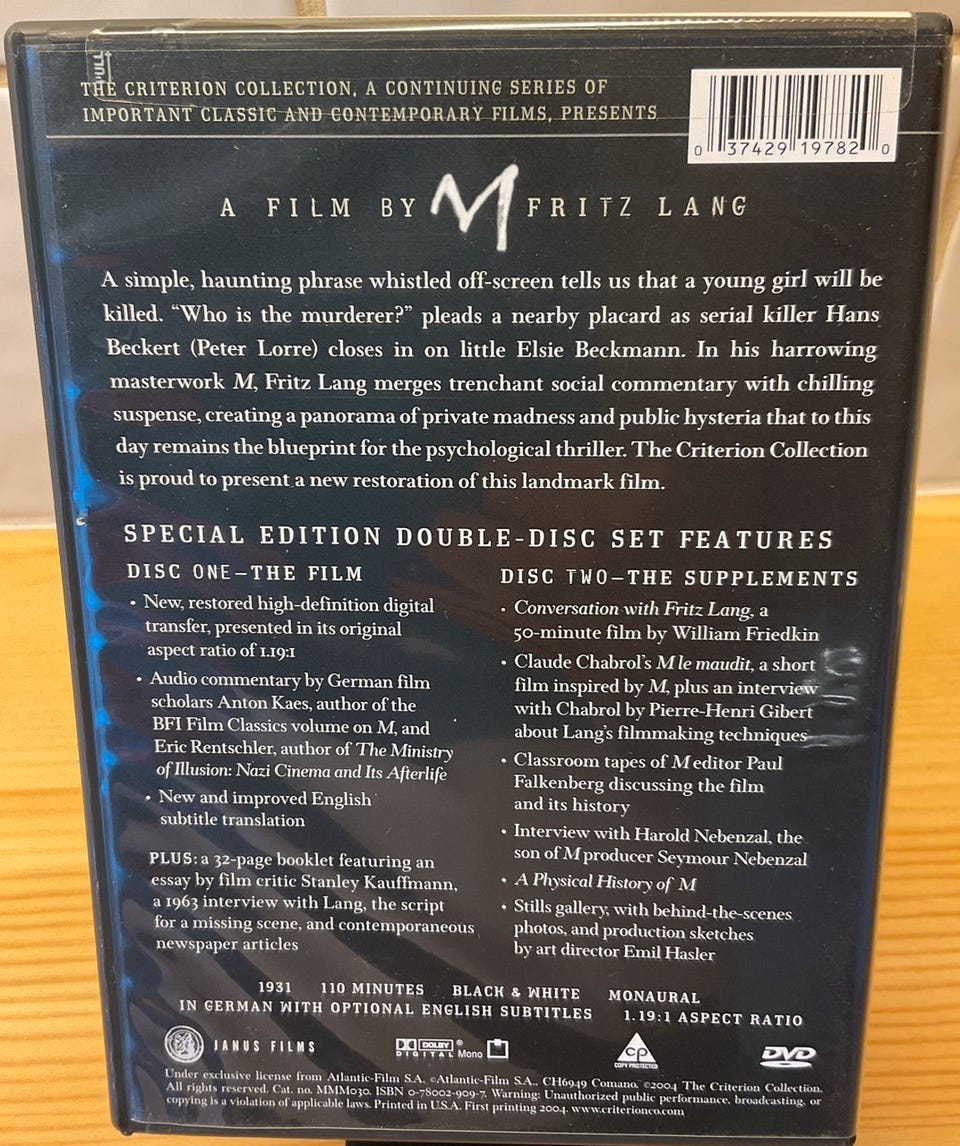 PULL
THE CRITERION COLLECTION, A CONTINUING SERIES OF
IMPORTANT CLASSIC AND CONTEMPORARY FILMS, PRESENTS
0 37429 19782 0
A FILM BY M FRITZ LANG
A simple, haunting phrase whistled off-screen tells us that a young girl will be
killed. “Who is the murderer?” pleads a nearby placard as serial killer Hans
Beckert (Peter Lorre) closes in on little Elsie Beckmann. In his harrowing
masterwork M, Fritz Lang merges trenchant social commentary with chilling
suspense, creating a panorama of private madness and public hysteria that to this
day remains the blueprint for the psychological thriller. The Criterion Collection
is proud to present a new restoration of this landmark film.
SPECIAL EDITION DOUBLE-DISC SET FEATURES
DISC ONE–THE FILM
• New, restored high-definition digital
transfer, presented in its original
aspect ratio of 1.19:1
• Audio commentary by German film
scholars Anton Kaes, author of the
BFI Film Classics volume on M, and
Eric Rentschler, author of The Ministry
of Illusion: Nazi Cinema and Its Afterlife
• New and improved English
subtitle translation
PLUS: a 32-page booklet featuring an
essay by film critic Stanley Kauffmann,
a 1963 interview with Lang, the script
for a missing scene, and contemporaneous
newspaper articles
DISC TWO–THE SUPPLEMENTS
• Conversation with Fritz Lang, a
50-minute film by William Friedkin
• Claude Chabrol’s M le maudit, a short
film inspired by M, plus an interview
with Chabrol by Pierre-Henri Gibert
about Lang’s filmmaking techniques
• Classroom tapes of M editor Paul
Falkenberg discussing the film
and its history
• Interview with Harold Nebenzal, the
son of M producer Seymour Nebenzal
• A Physical History of M
• Stills gallery, with behind-the-scenes
photos, and production sketches
by art director Emil Hasler
1931 110 MINUTES BLACK & WHITE MONAURAL
IN GERMAN WITH OPTIONAL ENGLISH SUBTITLES 1.19:1 ASPECT RATIO
JANUS FILMS
DOLBY DIGITAL ® Mono
CP
COPY PROTECTED
DVD
Under exclusive license from Atlantic-Film S.A. ©Atlantic-Film S.A., CH6949 Comano. ©2004 The Criterion Collection.
All rights reserved. Cat. no. MMM030. ISBN 0-78002-909-7. Warning: Unauthorized public performance, broadcasting, or
copying is a violation of applicable laws. Printed in U.S.A. First printing 2004. www.criterionco.com